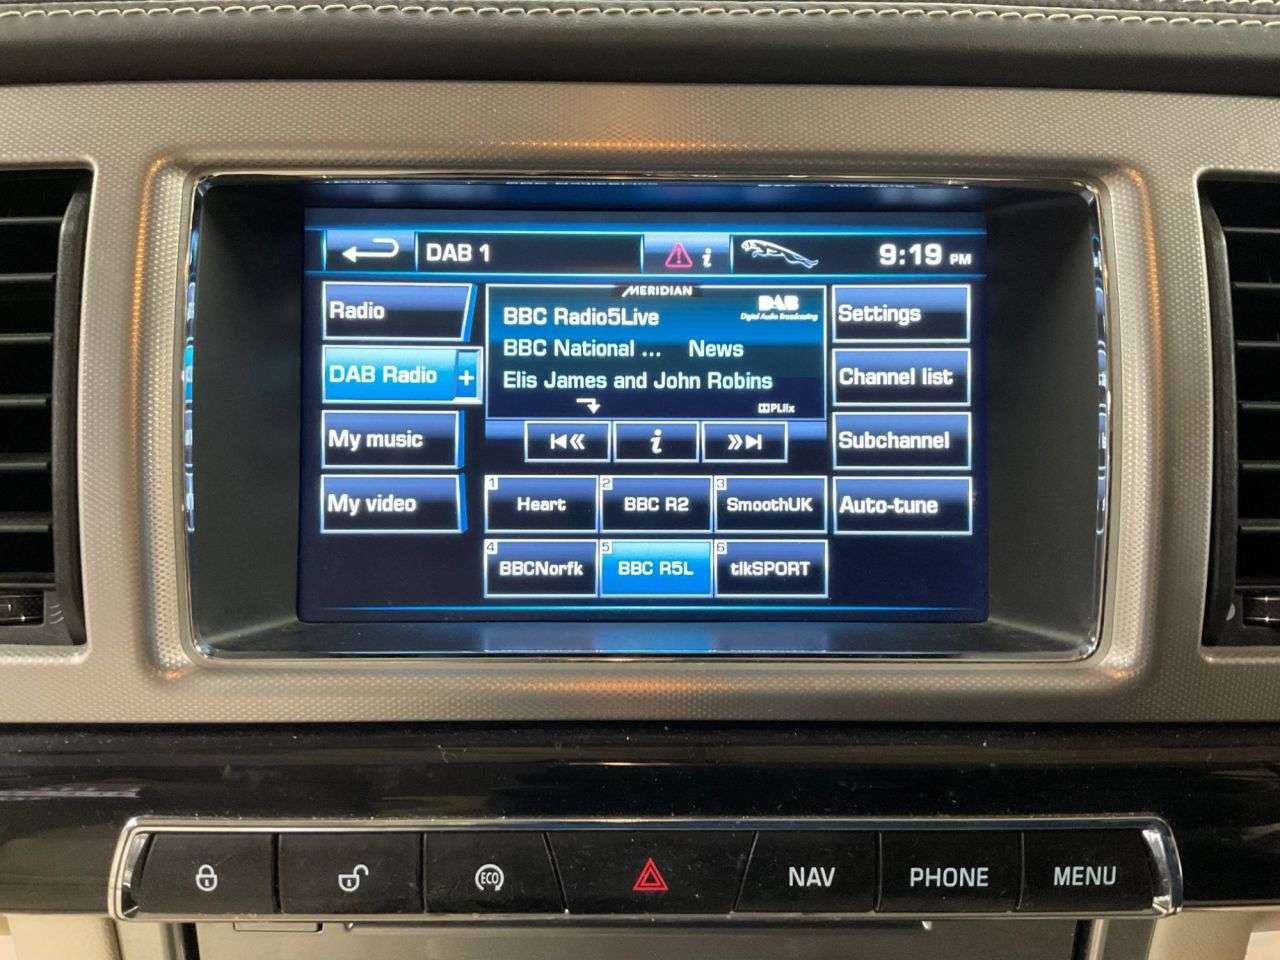 DAB 1
i
9:19 PM
MERIDIAN
DAB
Digital Audio Broadcasting
Radio
DAB Radio +
My music
My video
BBC Radio5Live
BBC National ... News
Elis James and John Robins
PLIIx
i
Settings
Channel list
Subchannel
Auto-tune
1 Heart
2 BBC R2
3 SmoothUK
4 BBCNorfk
5 BBC R5L
6 tlkSPORT
ECO
NAV
PHONE
MENU